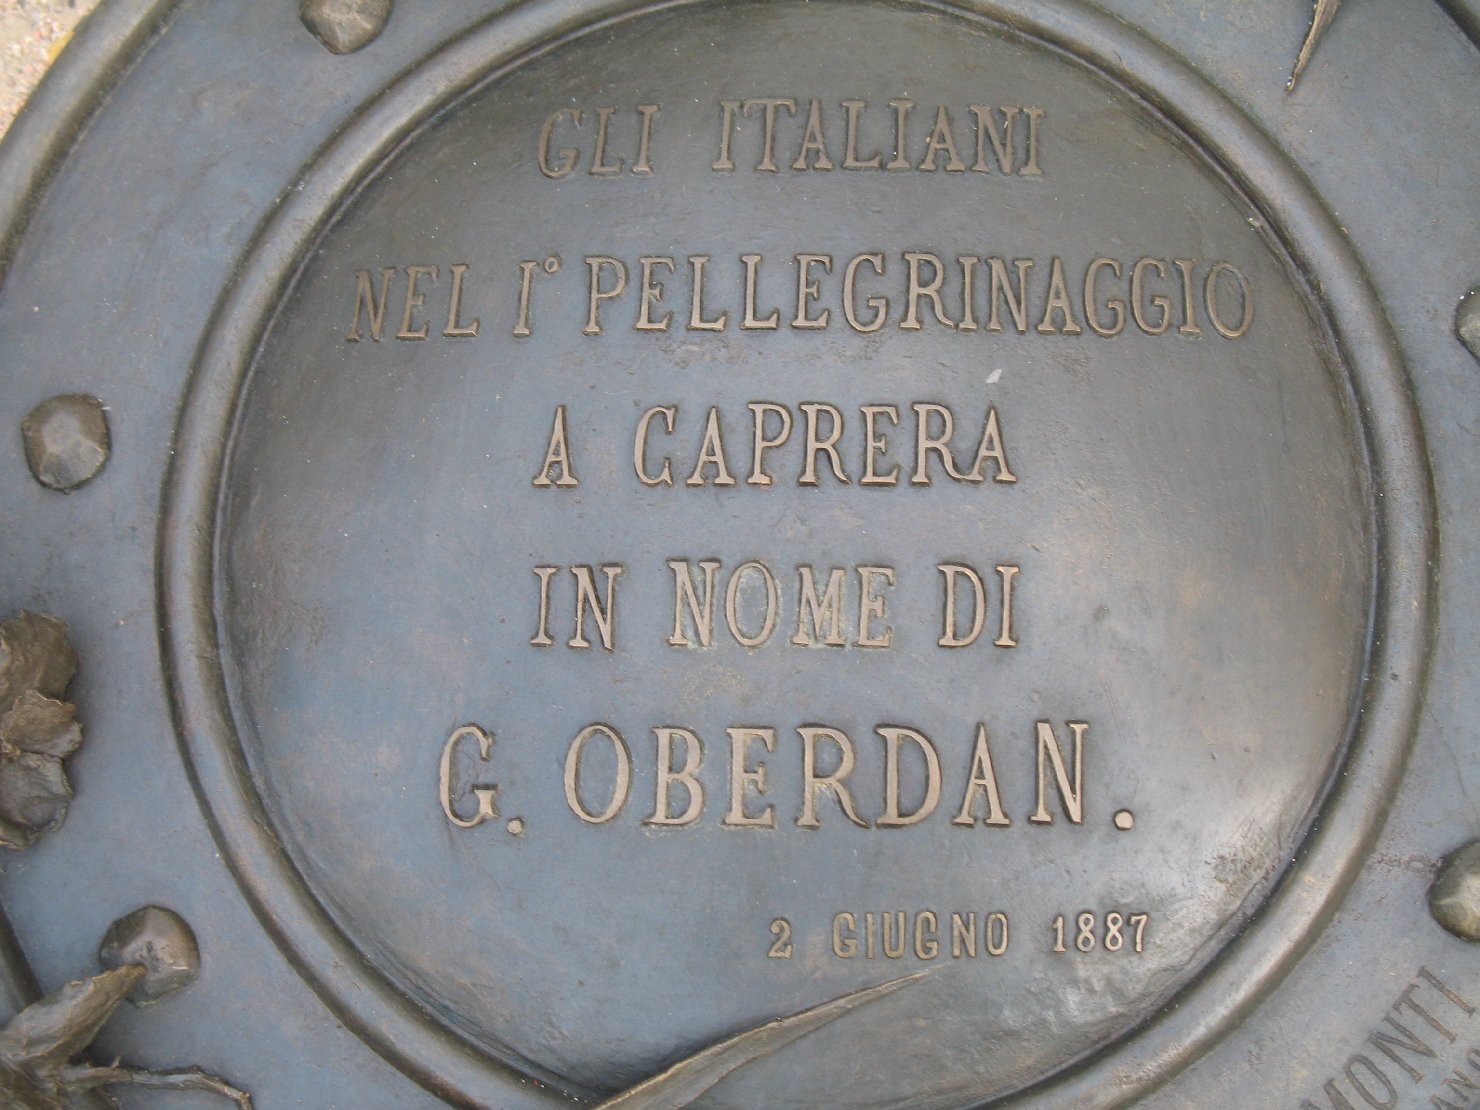 GLI ITALIANI
NEL I° PELLEGRINAGGIO
A CAPRERA
IN NOME DI
G. OBERDAN.
2 GIUGNO 1887
MONTI